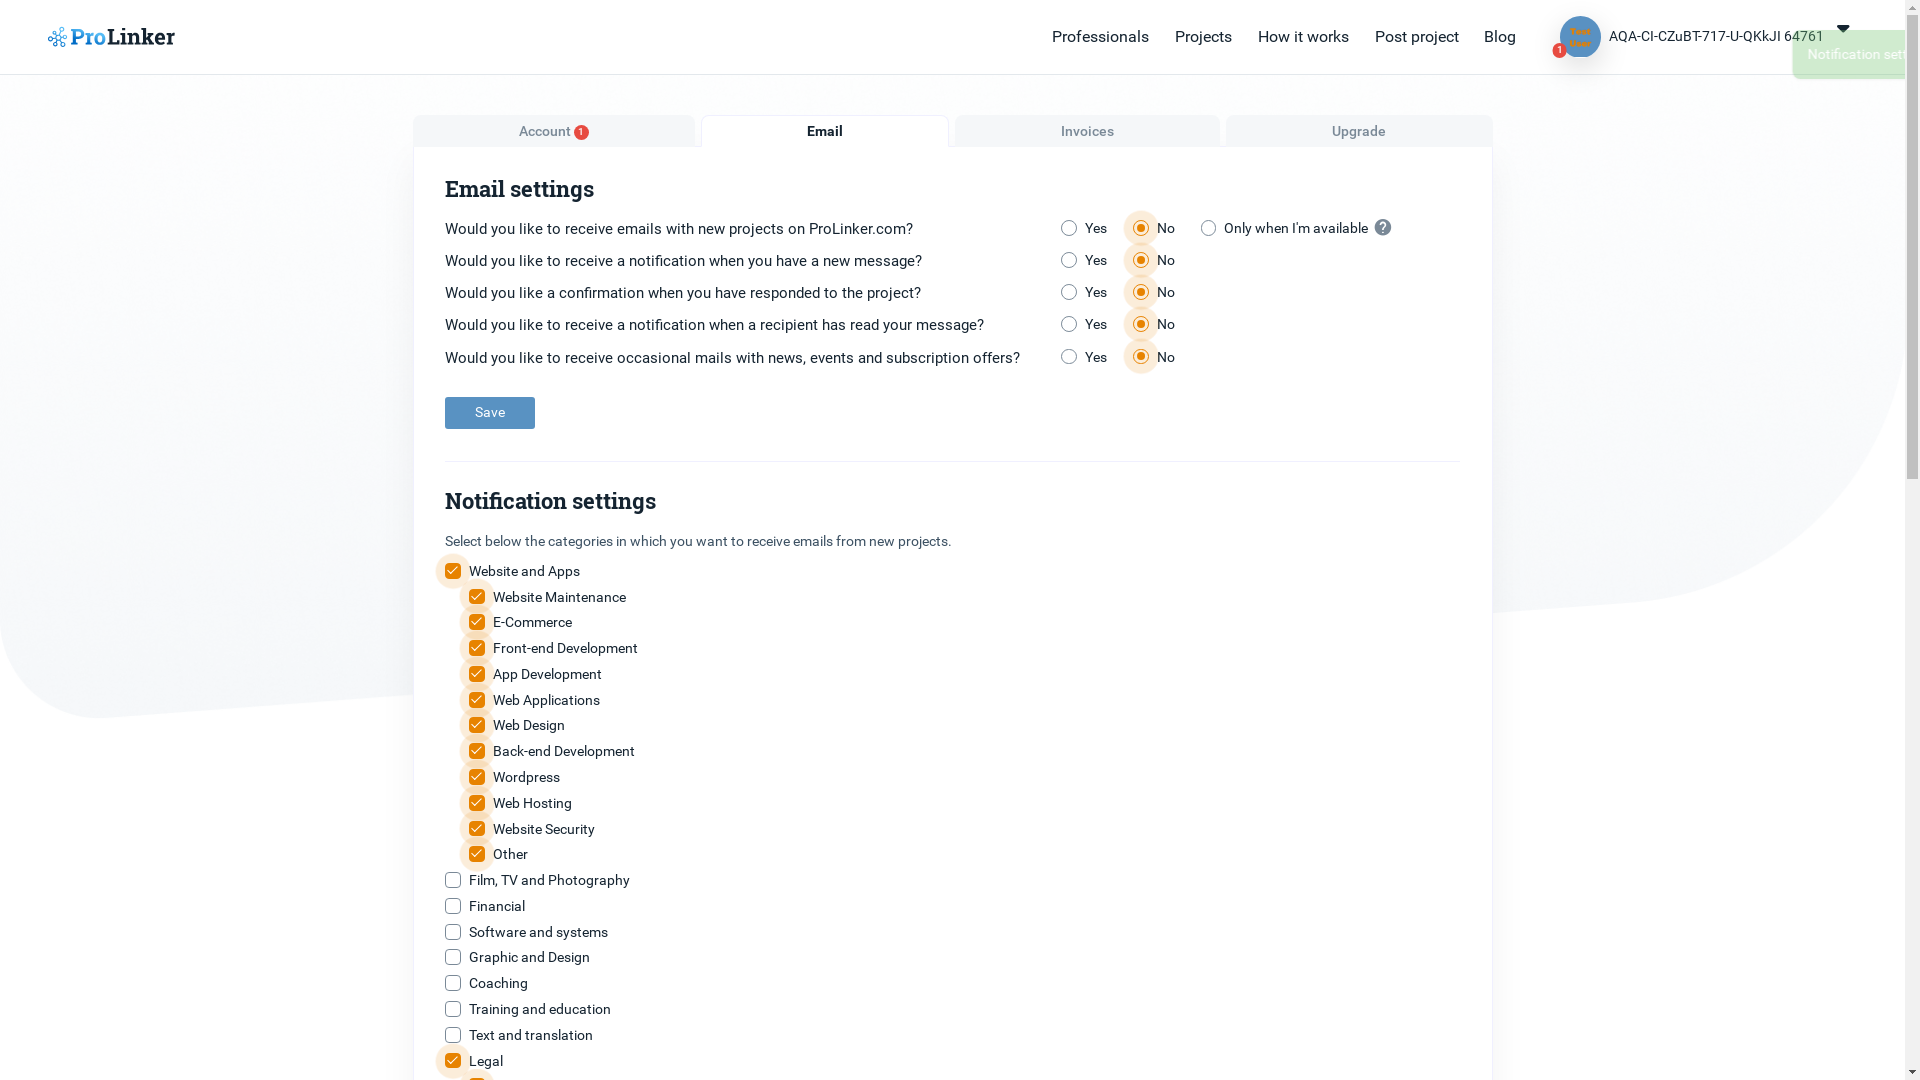 ProLinker
Professionals
Projects
How it works
Post project
Blog
Test User
1
AQA-CI-CZuBT-717-U-QKkJI 64761
Notification sett
Account 1
Email
Invoices
Upgrade
Email settings
Would you like to receive emails with new projects on ProLinker.com? Yes No Only when I'm available ?
Would you like to receive a notification when you have a new message? Yes No
Would you like a confirmation when you have responded to the project? Yes No
Would you like to receive a notification when a recipient has read your message? Yes No
Would you like to receive occasional mails with news, events and subscription offers? Yes No
Save
Notification settings
Select below the categories in which you want to receive emails from new projects.
Website and Apps
Website Maintenance
E-Commerce
Front-end Development
App Development
Web Applications
Web Design
Back-end Development
Wordpress
Web Hosting
Website Security
Other
Film, TV and Photography
Financial
Software and systems
Graphic and Design
Coaching
Training and education
Text and translation
Legal